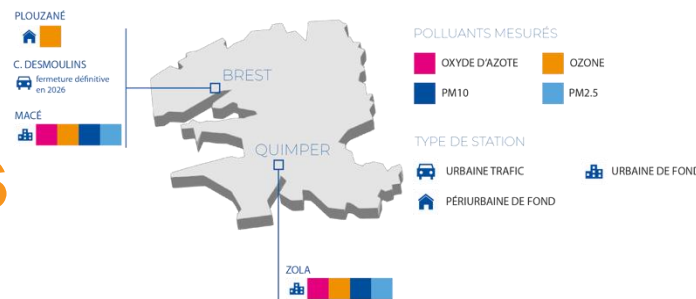 PLOUZANÉ
C. DESMOULINS
fermeture définitive
en 2026
MACÉ
BREST
QUIMPER
ZOLA
POLLUANTS MESURÉS
OXYDE D'AZOTE
OZONE
PM10
PM2.5
TYPE DE STATION
URBAINE TRAFIC
URBAINE DE FOND
PÉRIURBAINE DE FOND